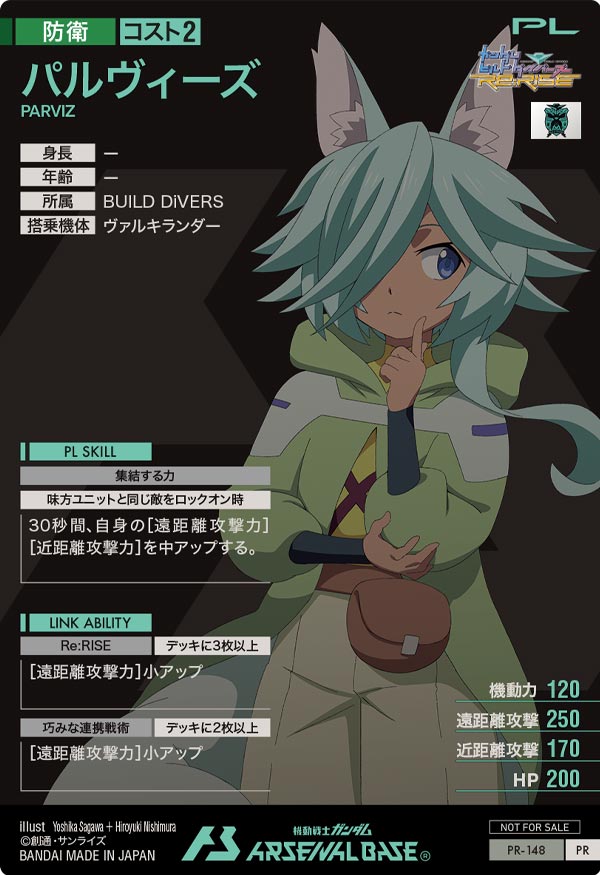 防衛 コスト2
PL
パルヴィーズ
PARVIZ
Re:RISE
身長 ー
年齢 ー
所属 BUILD DiVERS
搭乗機体 ヴァルキランダー
PL SKILL
集結する力
味方ユニットと同じ敵をロックオン時
30秒間、自身の[遠距離攻撃力]
[近距離攻撃力]を中アップする。
LINK ABILITY
Re:RISE デッキに3枚以上
[遠距離攻撃力]小アップ
巧みな連携戦術 デッキに2枚以上
[遠距離攻撃力]小アップ
機動力 120
遠距離攻撃 250
近距離攻撃 170
HP 200
illust Yoshika Sagawa + Hiroyuki Nishimura
©創通・サンライズ
BANDAI MADE IN JAPAN
機動戦士ガンダム
ARSENAL BASE®
NOT FOR SALE
PR-148 PR